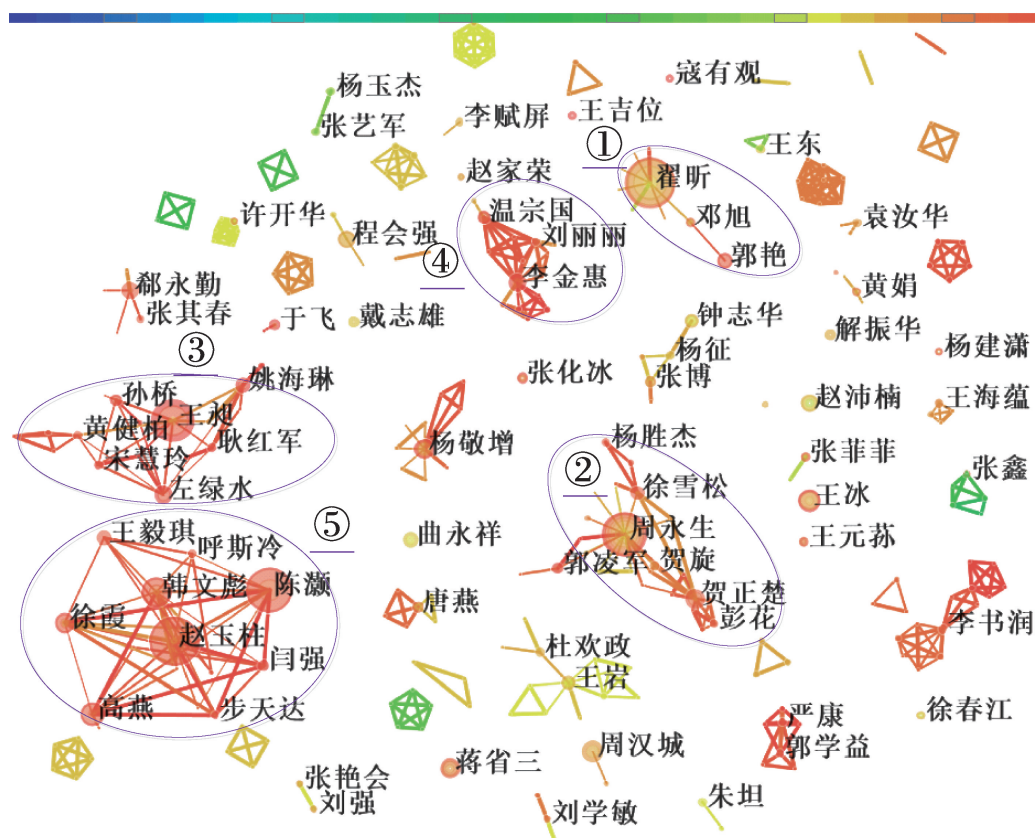 寇有观
杨玉杰
王吉位
李赋屏
张艺军
①
王东
赵家荣
翟昕
许开华
温宗国
邓旭
袁汝华
程会强
刘丽丽
④
郭艳
李金惠
郗永勤
黄娟
张其春
于飞
戴志雄
钟志华
解振华
杨建潇
③
杨征
姚海琳
张化冰
张博
孙桥
王昶
赵沛楠
王海蕴
黄健柏
耿红军
杨敬增
杨胜杰
宋慧玲
张菲菲
张鑫
②
左绿水
徐雪松
王冰
⑤
王毅琪
曲永祥
周永生
王元荪
呼斯冷
郭凌军
贺旋
韩文彪
陈灏
贺正楚
徐霞
唐燕
彭花
李书润
赵玉柱
杜欢政
闫强
王岩
高燕
步天达
严康
徐春江
郭学益
周汉城
蒋省三
张艳会
刘强
刘学敏
朱坦